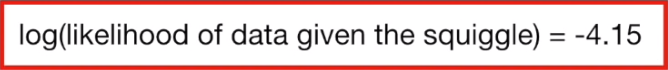 log(likelihood of data given the squiggle) = -4.15